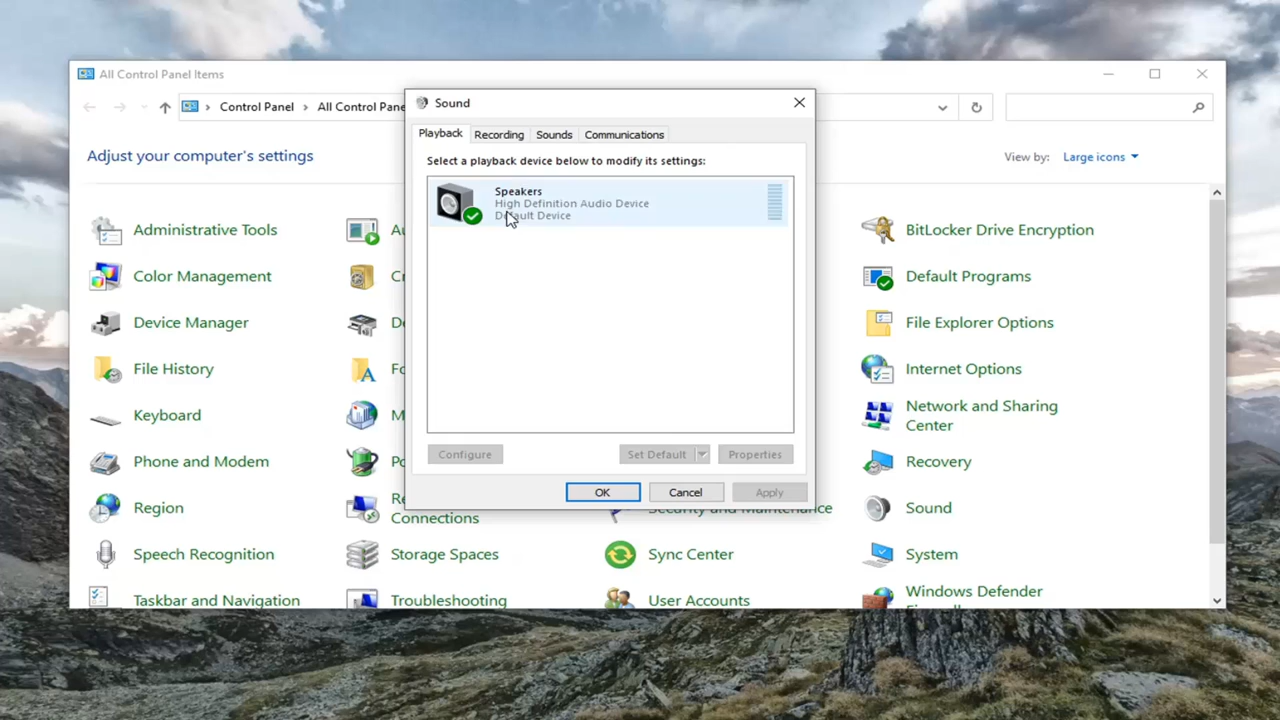 All Control Panel Items
Control Panel
All Control Pane
Sound
Playback
Recording
Sounds
Communications
Select a playback device below to modify its settings:
Speakers
High Definition Audio Device
Default Device
Configure
Set Default
Properties
OK
Cancel
Apply
Adjust your computer's settings
View by:
Large icons
Administrative Tools
Color Management
Device Manager
File History
Keyboard
Phone and Modem
Region
Speech Recognition
Taskbar and Navigation
Connections
Storage Spaces
Troubleshooting
Security and Maintenance
Sync Center
User Accounts
BitLocker Drive Encryption
Default Programs
File Explorer Options
Internet Options
Network and Sharing
Center
Recovery
Sound
System
Windows Defender